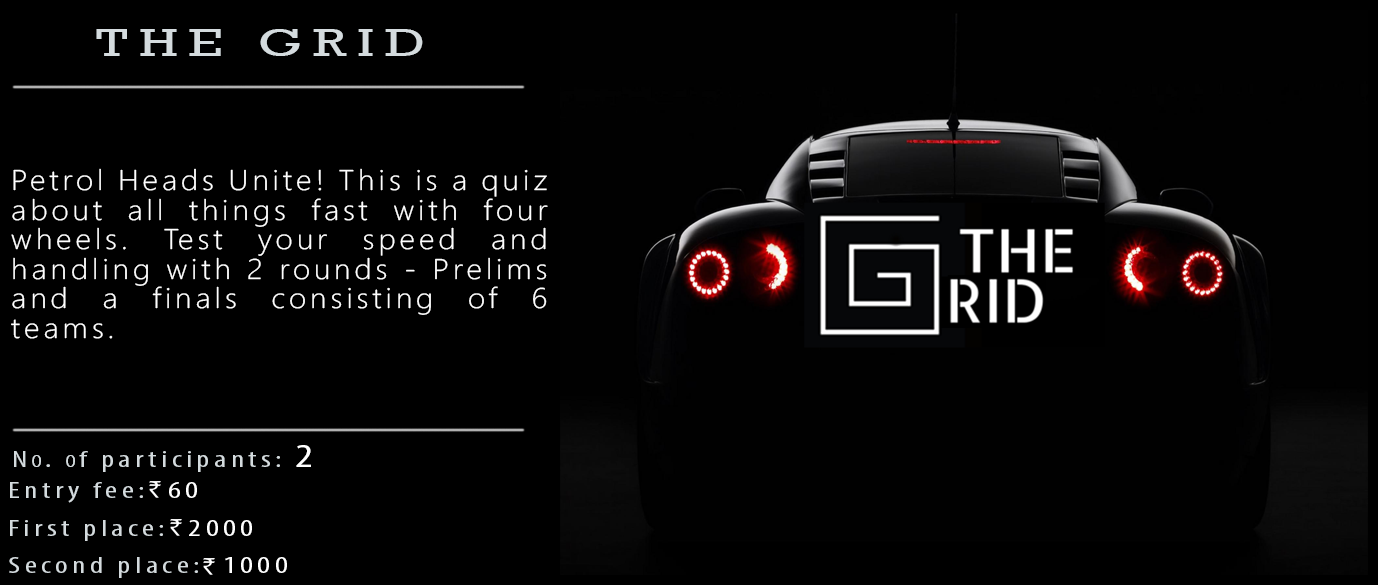 THE GRID
Petrol Heads Unite! This is a quiz
about all things fast with four
wheels. Test your speed and
handling with 2 rounds - Prelims
and a finals consisting of 6
teams.
No. of participants: 2
Entry fee:₹60
First place:₹2000
Second place:₹1000
G THE
RID